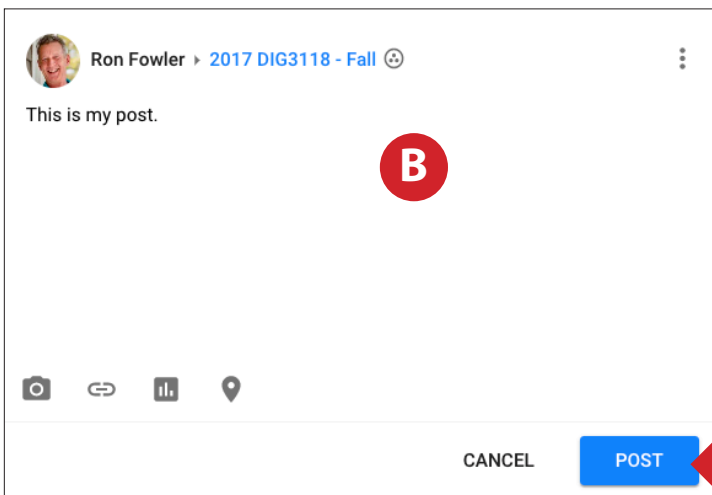 Ron Fowler ▸ 2017 DIG3118 - Fall
This is my post.
B
CANCEL POST